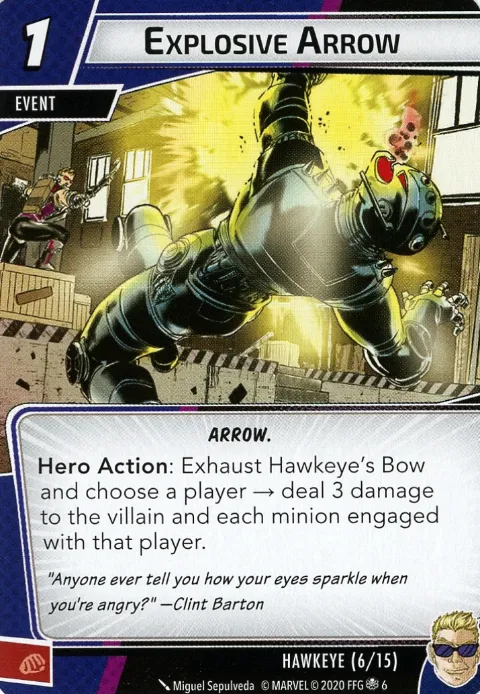 1
EXPLOSIVE ARROW
EVENT
ARROW.
Hero Action: Exhaust Hawkeye's Bow
and choose a player → deal 3 damage
to the villain and each minion engaged
with that player.
"Anyone ever tell you how your eyes sparkle when
you're angry?" —Clint Barton
HAWKEYE (6/15)
Miguel Sepulveda © MARVEL © 2020 FFG 6